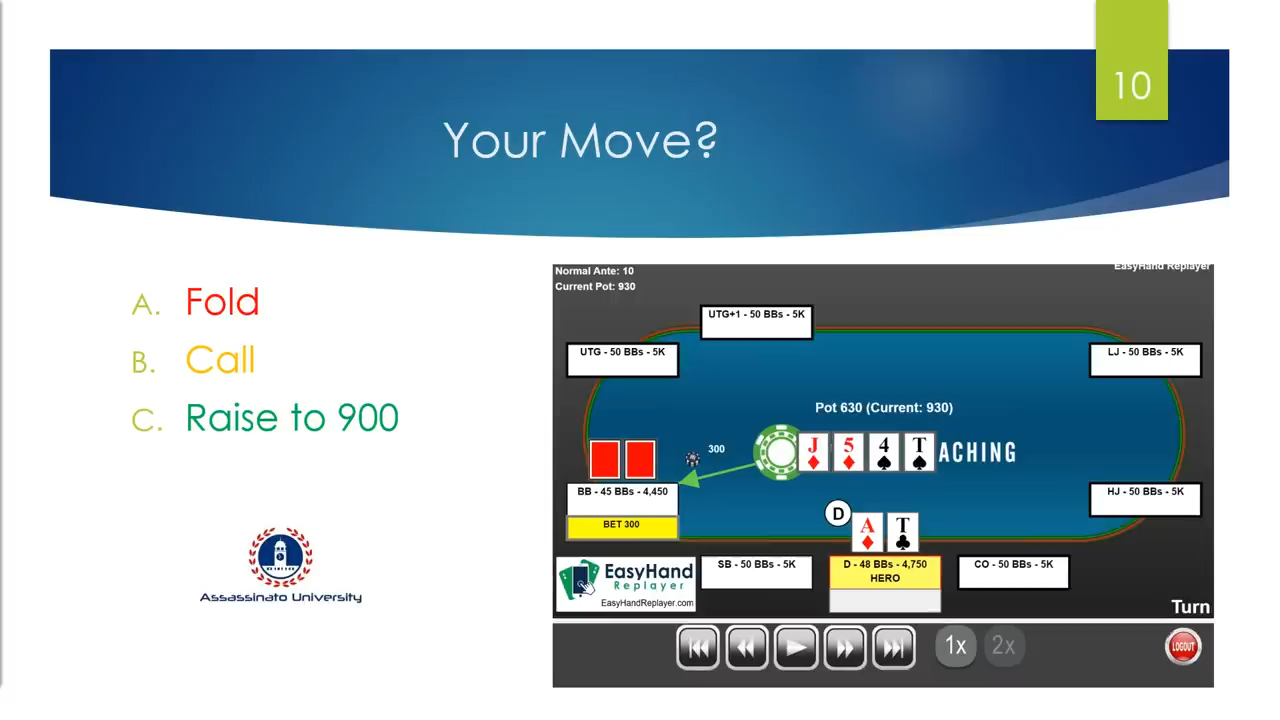 10
Your Move?
A. Fold
B. Call
C. Raise to 900
Assassinato University
Normal Ante: 10
Current Pot: 930
EasyHand Replayer
UTG+1 - 50 BBs - 5K
UTG - 50 BBs - 5K
LJ - 50 BBs - 5K
Pot 630 (Current: 930)
300
J 5 4 T
ACHING
BB - 45 BBs - 4,450
BET 300
HJ - 50 BBs - 5K
D
A T
EasyHand
Replayer
EasyHandReplayer.com
SB - 50 BBs - 5K
D - 48 BBs - 4,750
HERO
CO - 50 BBs - 5K
Turn
1x
2x
LOGOUT